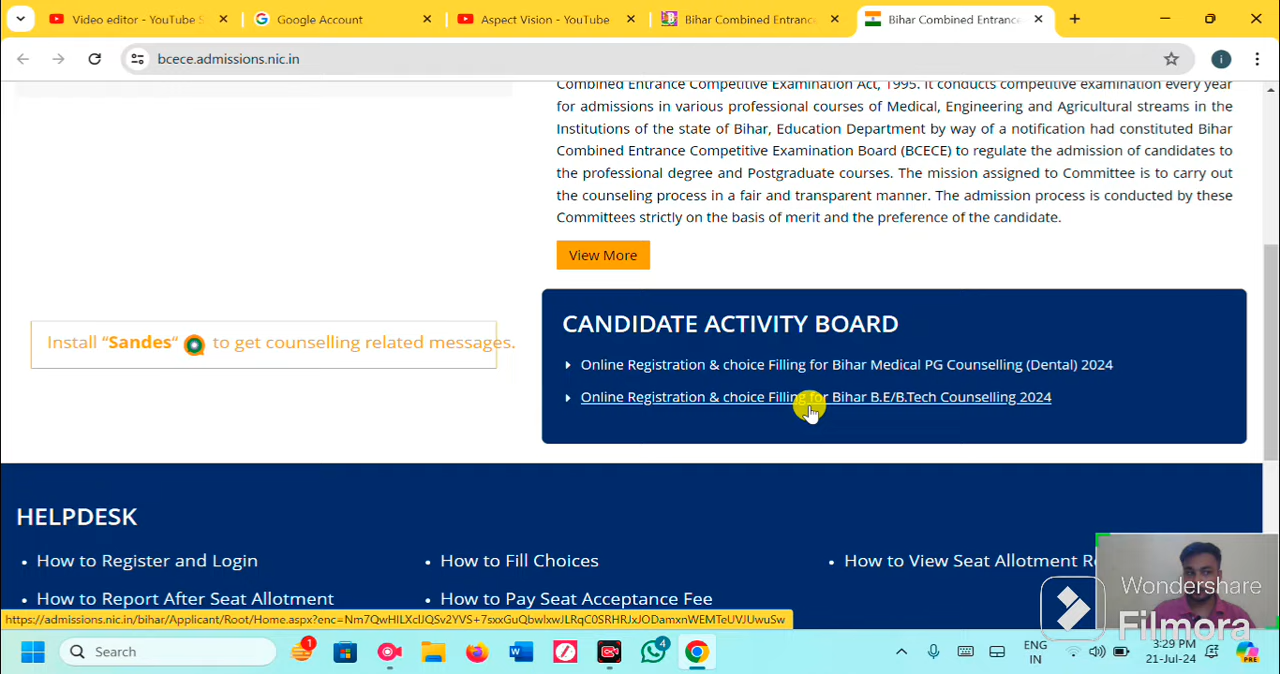 Video editor - YouTube S
Google Account
Aspect Vision - YouTube
Bihar Combined Entrance
Bihar Combined Entrance
bcece.admissions.nic.in
Combined Entrance Examination Act, 1995. It conducts competitive examination every year
for admissions in various professional courses of Medical, Engineering and Agricultural streams in the
Institutions of the state of Bihar, Education Department by way of a notification had constituted Bihar
Combined Entrance Competitive Examination Board (BCECE) to regulate the admission of candidates to
the professional degree and Postgraduate courses. The mission assigned to Committee is to carry out
the counseling process in a fair and transparent manner. The admission process is conducted by these
Committees strictly on the basis of merit and the preference of the candidate.
View More
Install “Sandes“ to get counselling related messages.
CANDIDATE ACTIVITY BOARD
Online Registration & choice Filling for Bihar Medical PG Counselling (Dental) 2024
Online Registration & choice Filling for Bihar B.E/B.Tech Counselling 2024
HELPDESK
How to Register and Login
How to Fill Choices
How to View Seat Allotment
How to Report After Seat Allotment
How to Pay Seat Acceptance Fee
Wondershare
Filmora
Search
1
4
ENG
IN
3:29 PM
21-Jul-24
PRE